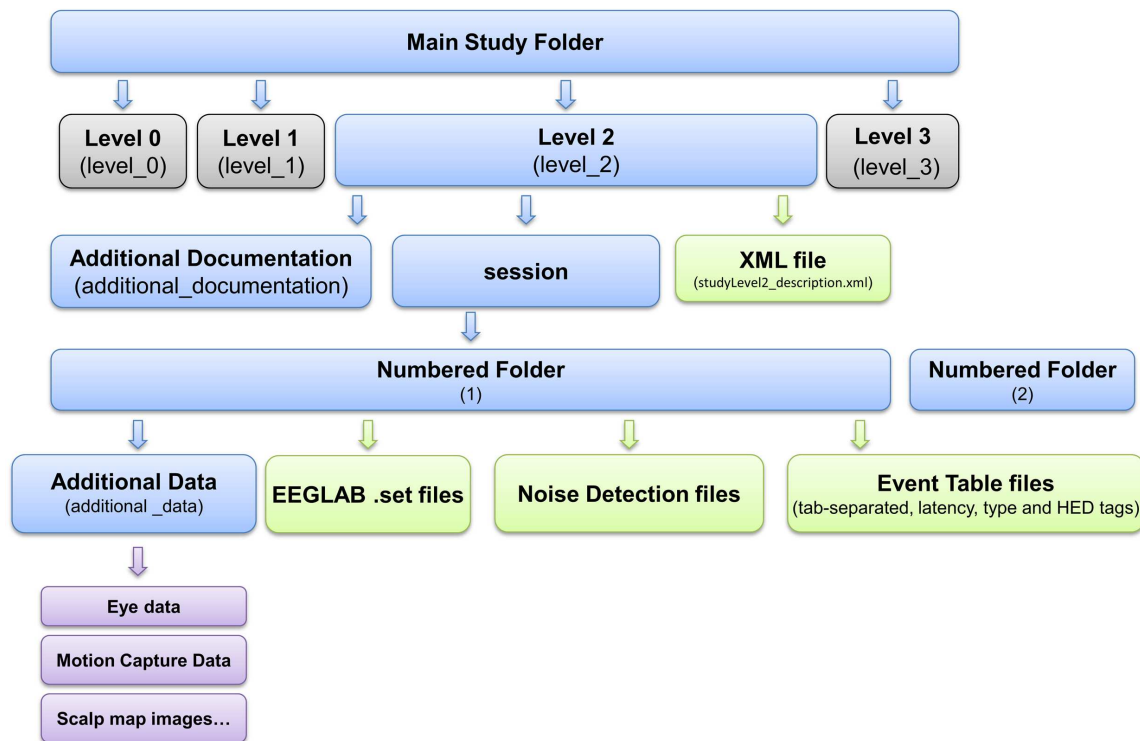 Main Study Folder
Level 0
(level_0)
Level 1
(level_1)
Level 2
(level_2)
Level 3
(level_3)
Additional Documentation
(additional_documentation)
session
XML file
(studyLevel2_description.xml)
Numbered Folder
(1)
Numbered Folder
(2)
Additional Data
(additional _data)
EEGLAB .set files
Noise Detection files
Event Table files
(tab-separated, latency, type and HED tags)
Eye data
Motion Capture Data
Scalp map images…